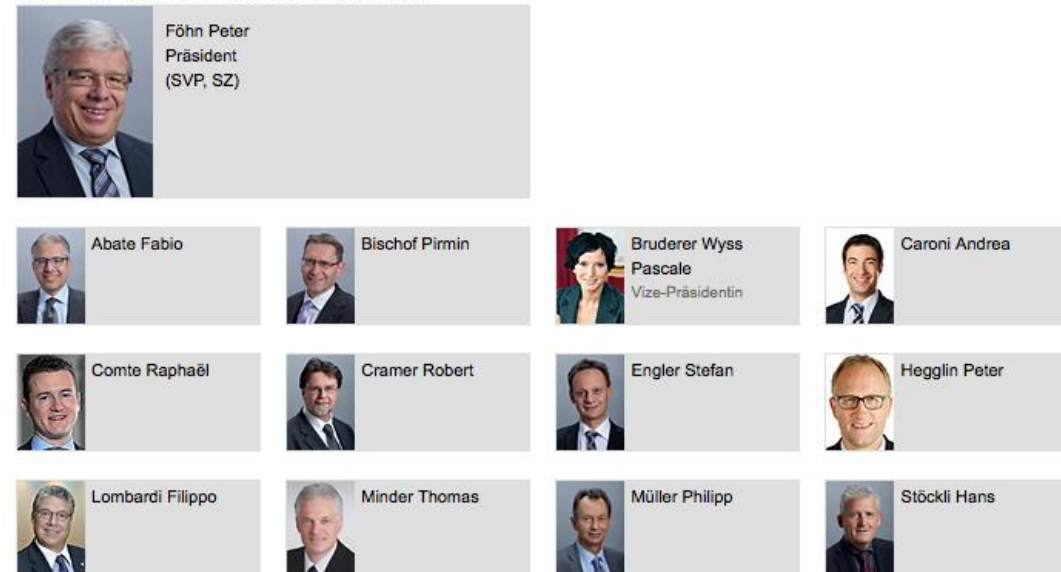 Föhn Peter
Präsident
(SVP, SZ)
Abate Fabio
Bischof Pirmin
Bruderer Wyss
Pascale
Vize-Präsidentin
Caroni Andrea
Comte Raphaël
Cramer Robert
Engler Stefan
Hegglin Peter
Lombardi Filippo
Minder Thomas
Müller Philipp
Stöckli Hans